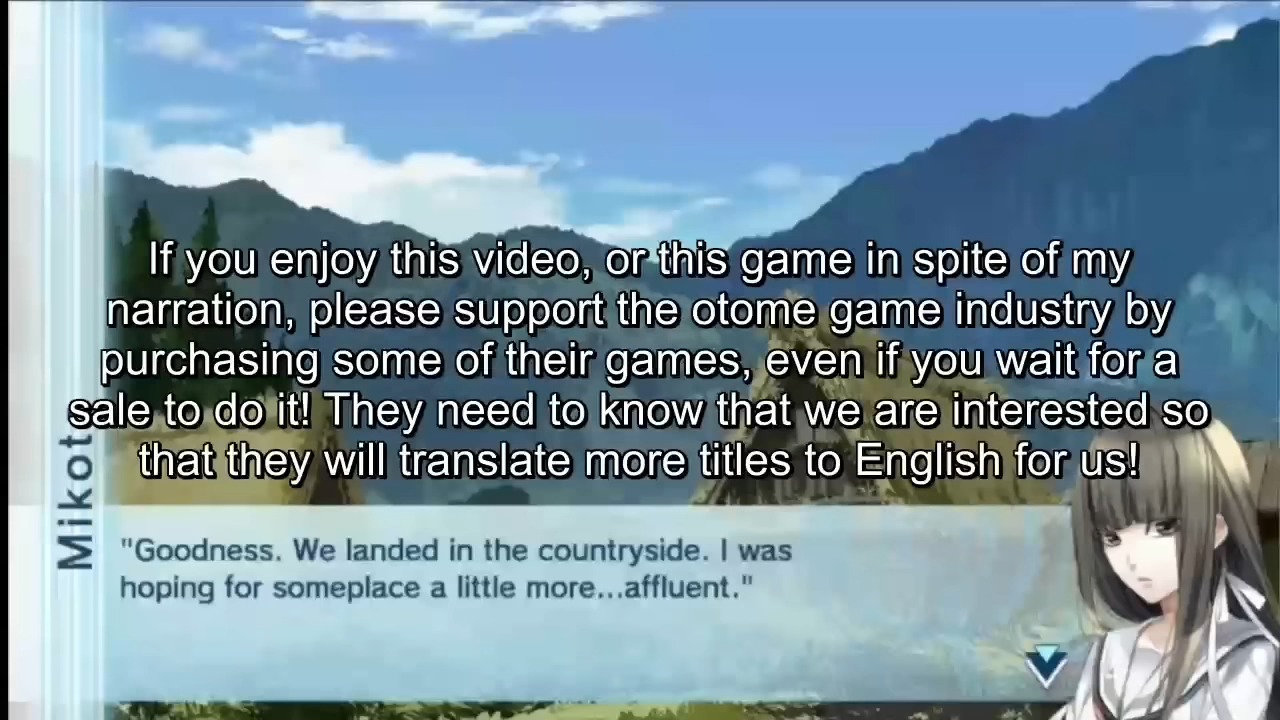 If you enjoy this video, or this game in spite of my
narration, please support the otome game industry by
purchasing some of their games, even if you wait for a
sale to do it! They need to know that we are interested so
that they will translate more titles to English for us!
Mikot
"Goodness. We landed in the countryside. I was
hoping for someplace a little more...affluent."